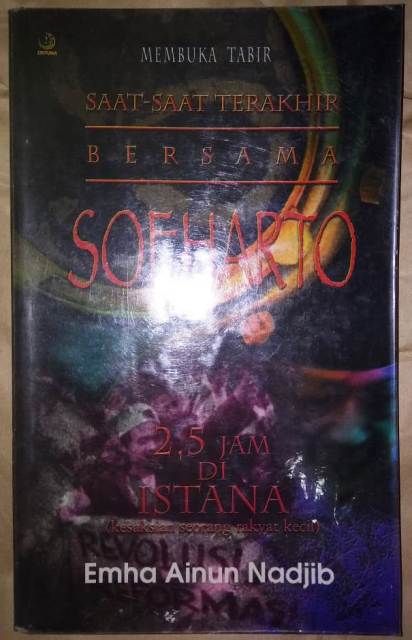 MEMBUKA TABIR
SAAT-SAAT TERAKHIR
BERSAMA
SOEHARTO
2,5 JAM
DI
ISTANA
(kesaksian seorang rakyat kecil)
REVOLUSI
Emha Ainun Nadjib
REFORMASI